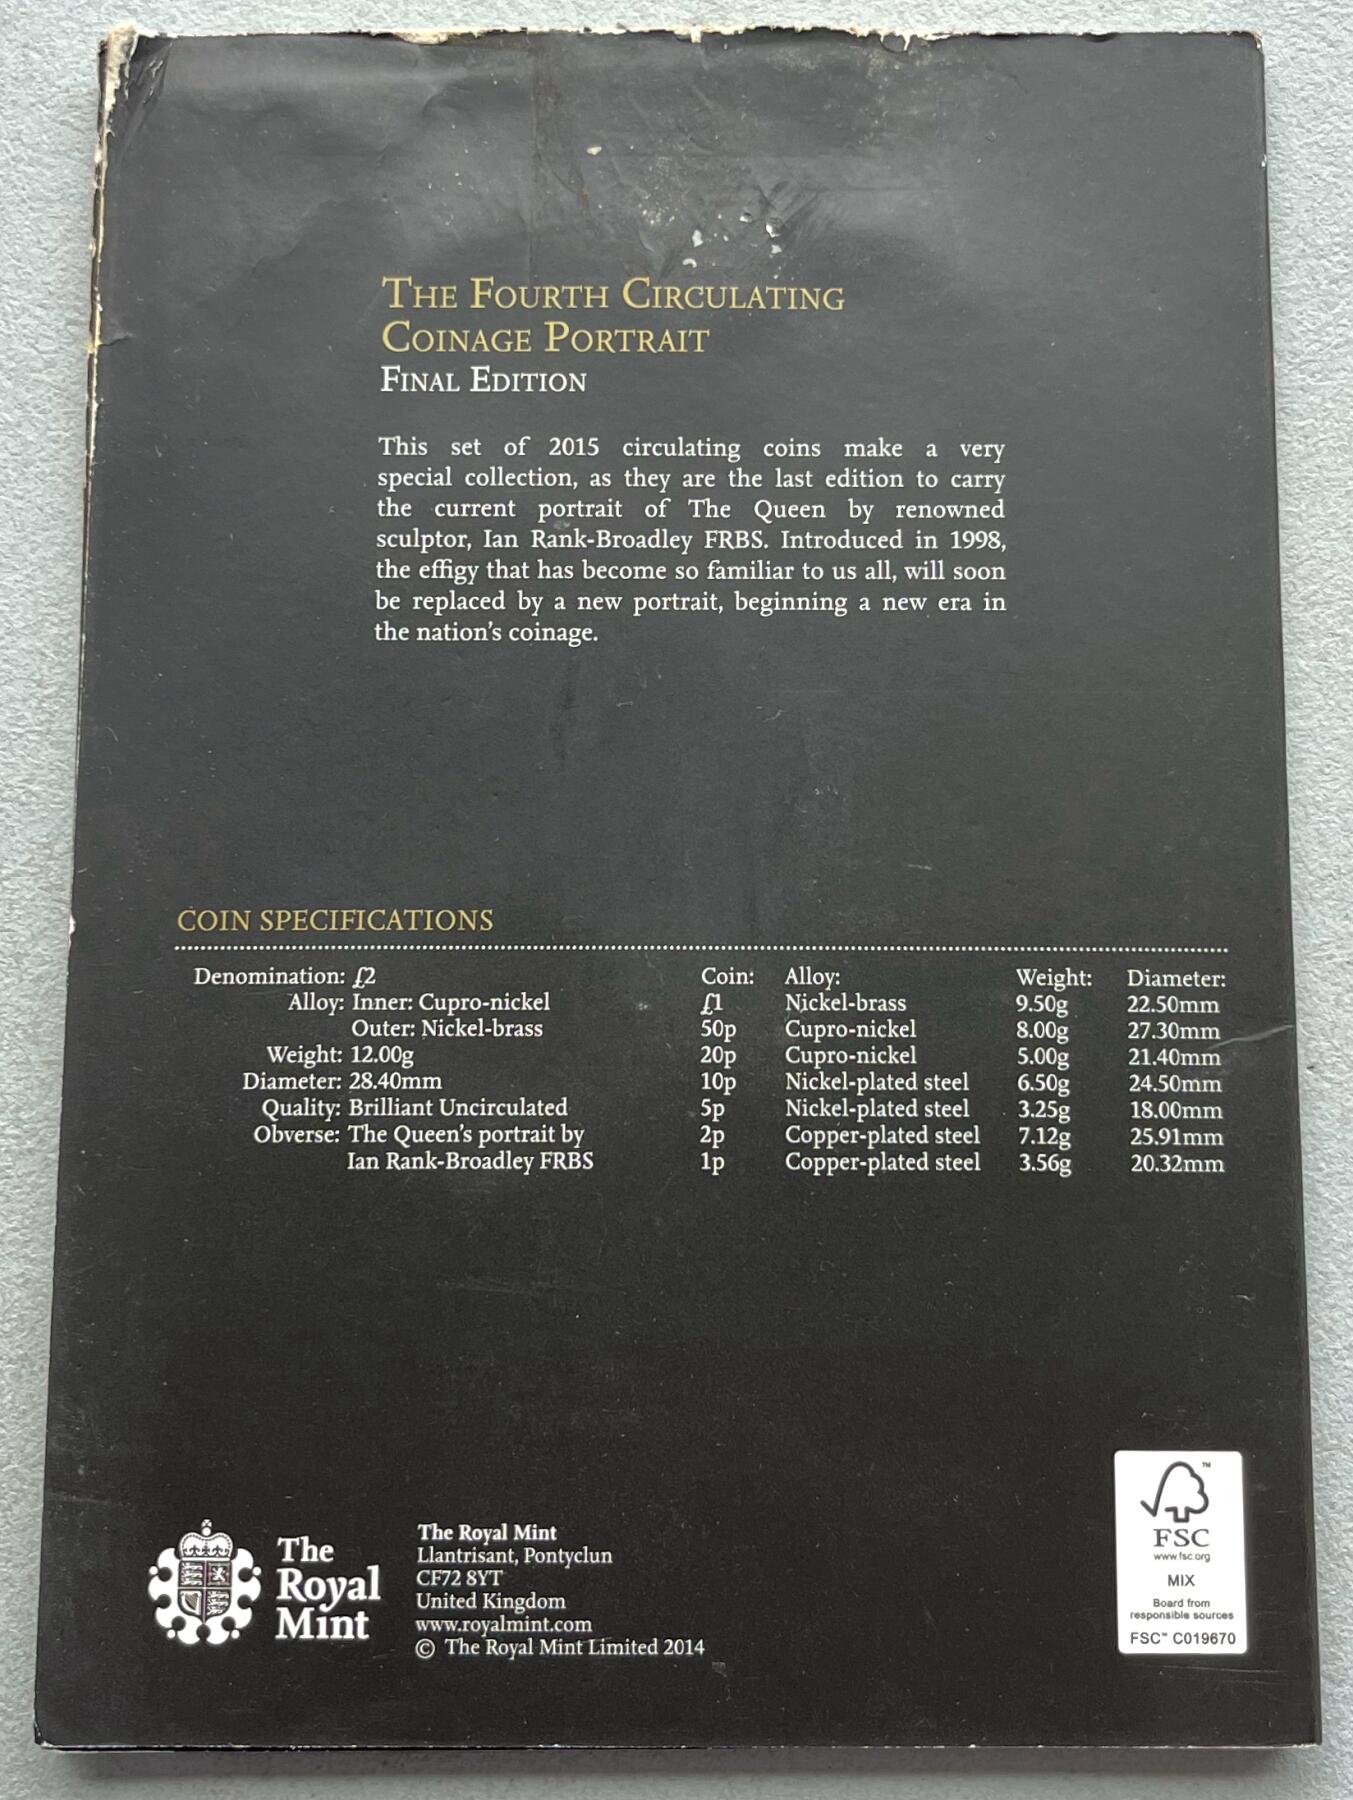 THE FOURTH CIRCULATING
COINAGE PORTRAIT
FINAL EDITION
This set of 2015 circulating coins make a very
special collection, as they are the last edition to carry
the current portrait of The Queen by renowned
sculptor, Ian Rank-Broadley FRBS. Introduced in 1998,
the effigy that has become so familiar to us all, will soon
be replaced by a new portrait, beginning a new era in
the nation's coinage.
COIN SPECIFICATIONS
Denomination: £2
Alloy: Inner: Cupro-nickel
Outer: Nickel-brass
Weight: 12.00g
Diameter: 28.40mm
Quality: Brilliant Uncirculated
Obverse: The Queen's portrait by
Ian Rank-Broadley FRBS
Coin: Alloy: Weight: Diameter:
£1 Nickel-brass 9.50g 22.50mm
50p Cupro-nickel 8.00g 27.30mm
20p Cupro-nickel 5.00g 21.40mm
10p Nickel-plated steel 6.50g 24.50mm
5p Nickel-plated steel 3.25g 18.00mm
2p Copper-plated steel 7.12g 25.91mm
1p Copper-plated steel 3.56g 20.32mm
The
Royal
Mint
The Royal Mint
Llantrisant, Pontyclun
CF72 8YT
United Kingdom
www.royalmint.com
© The Royal Mint Limited 2014
™
FSC
www.fsc.org
MIX
Board from
responsible sources
FSC™ C019670